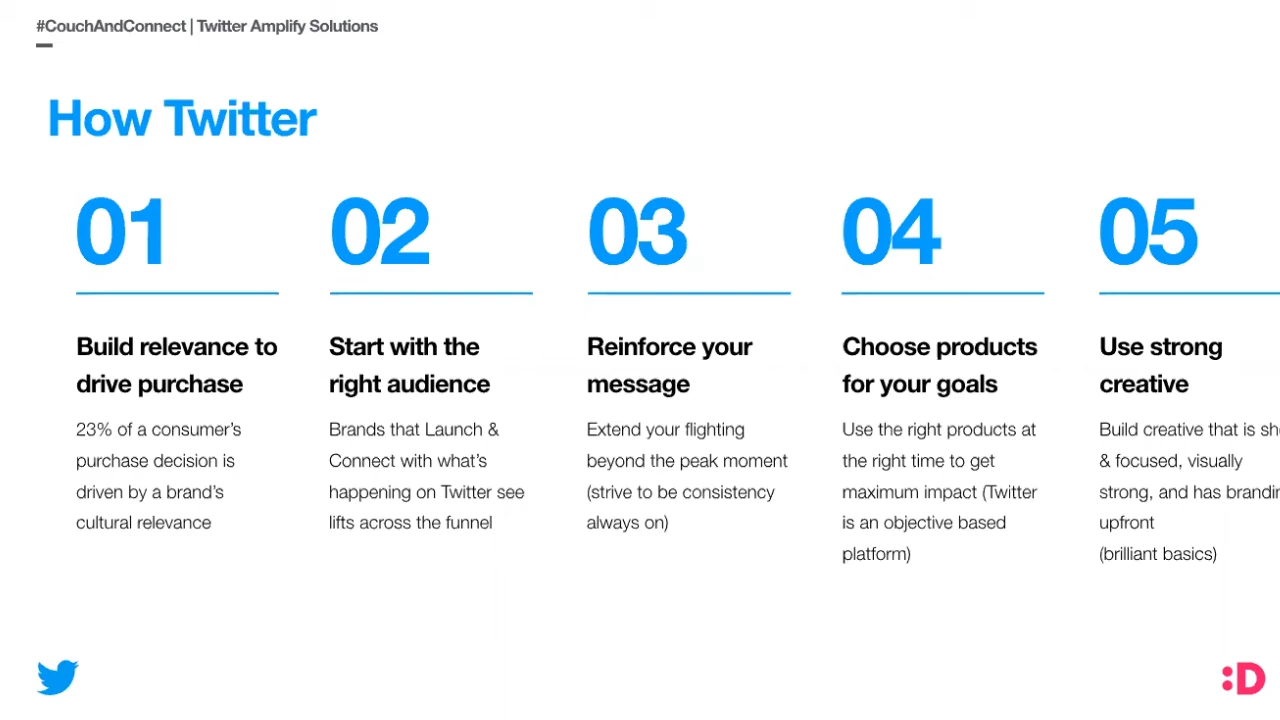 #CouchAndConnect | Twitter Amplify Solutions
How Twitter
01
Build relevance to
drive purchase
23% of a consumer’s
purchase decision is
driven by a brand’s
cultural relevance
02
Start with the
right audience
Brands that Launch &
Connect with what’s
happening on Twitter see
lifts across the funnel
03
Reinforce your
message
Extend your flighting
beyond the peak moment
(strive to be consistency
always on)
04
Choose products
for your goals
Use the right products at
the right time to get
maximum impact (Twitter
is an objective based
platform)
05
Use strong
creative
Build creative that is
& focused, visually
strong, and has
upfront
(brilliant basics)
:D